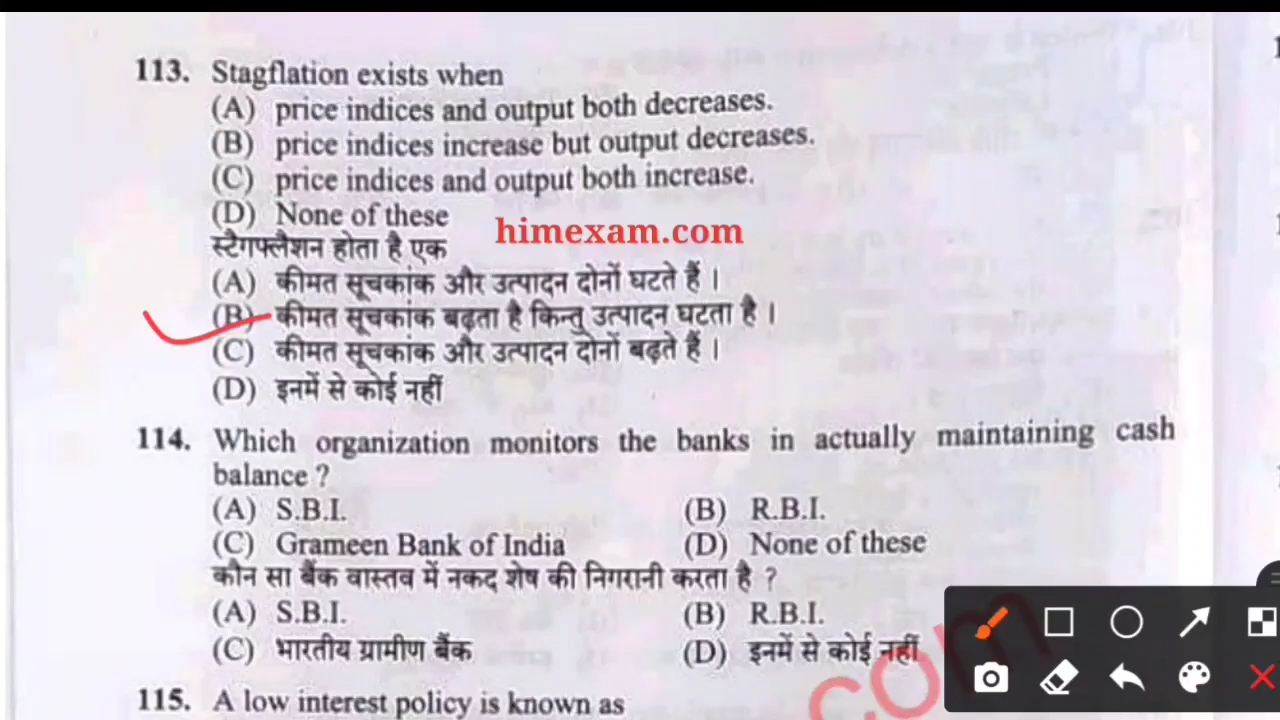 113. Stagflation exists when
(A) price indices and output both decreases.
(B) price indices increase but output decreases.
(C) price indices and output both increase.
(D) None of these
himexam.com
स्टैगफ्लैशन होता है एक
(A) कीमत सूचकांक और उत्पादन दोनों घटते हैं ।
(B) कीमत सूचकांक बढ़ता है किन्तु उत्पादन घटता है ।
(C) कीमत सूचकांक और उत्पादन दोनों बढ़ते हैं ।
(D) इनमें से कोई नहीं
114. Which organization monitors the banks in actually maintaining cash
balance ?
(A) S.B.I. (B) R.B.I.
(C) Grameen Bank of India (D) None of these
कौन सा बैंक वास्तव में नकद शेष की निगरानी करता है ?
(A) S.B.I. (B) R.B.I.
(C) भारतीय ग्रामीण बैंक (D) इनमें से कोई नहीं
.com
115. A low interest policy is known as